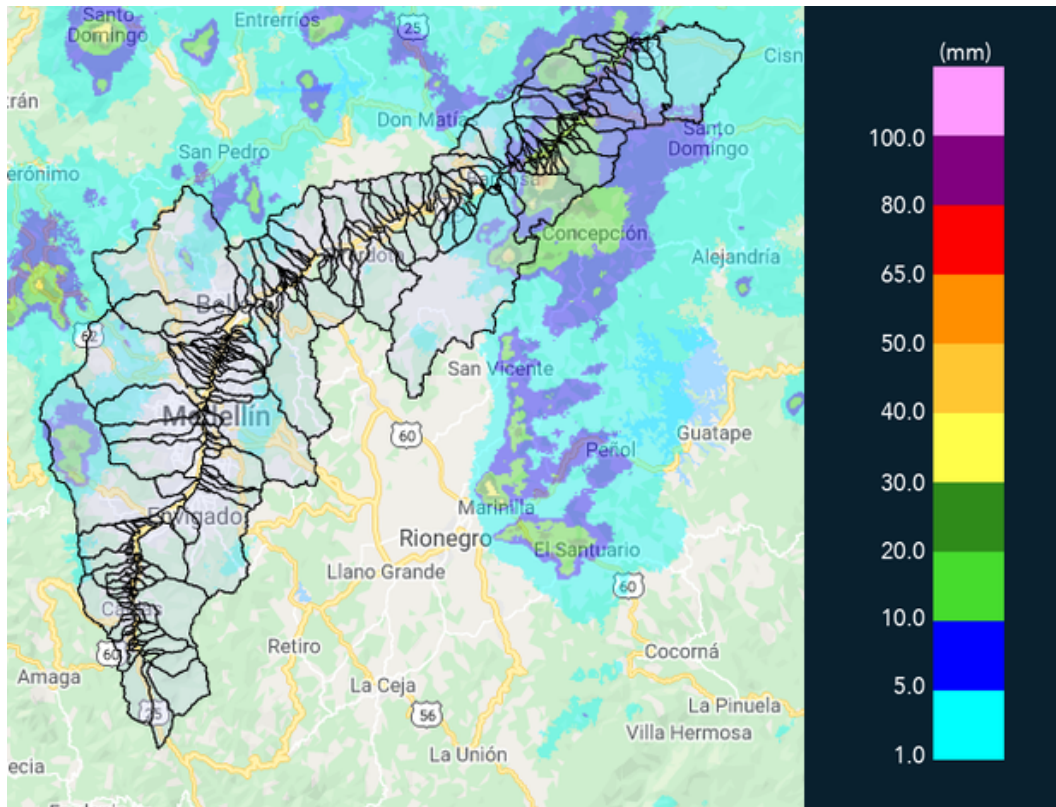 Santo
Domingo
Entrerríos
25
Cisn
trán
Don Matía
Santo
Domingo
San Pedro
erónimo
Barbosa
Concepción
Alejandría
Girardota
Bello
62
San Vicente
Medellín
60
Guatape
Peñol
Marinilla
Envigado
Rionegro
El Santuario
Llano Grande
60
Caldas
Retiro
Cocorná
60
Amaga
La Ceja
La Pinuela
25
56
Villa Hermosa
La Unión
ecia
(mm)
100.0
80.0
65.0
50.0
40.0
30.0
20.0
10.0
5.0
1.0